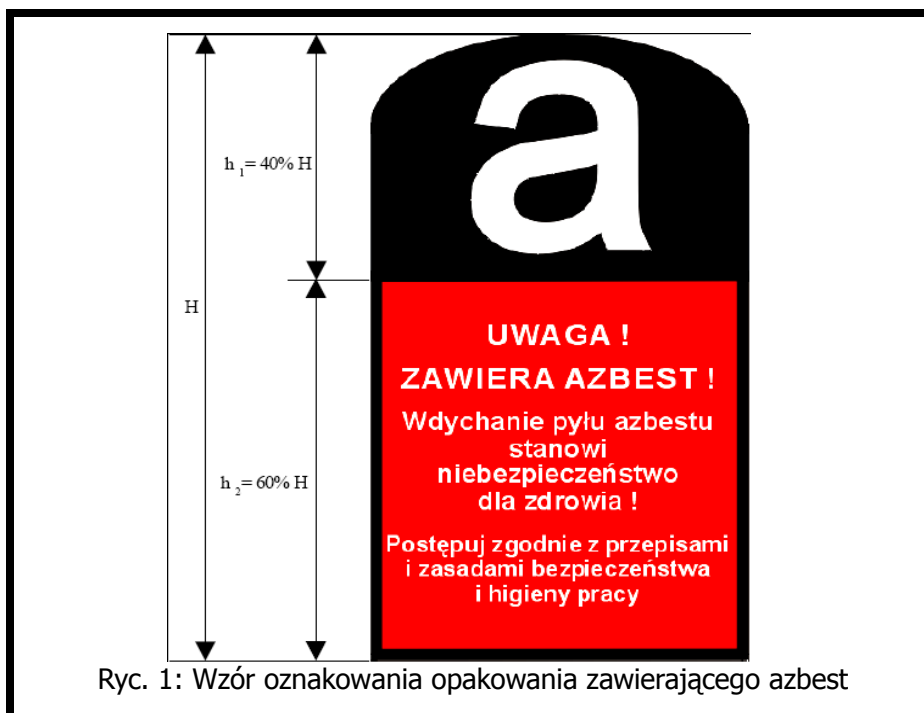 a
h 1= 40% H
H
h 2= 60% H
UWAGA !
ZAWIERA AZBEST !
Wdychanie pyłu azbestu
stanowi
niebezpieczeństwo
dla zdrowia !
Postępuj zgodnie z przepisami
i zasadami bezpieczeństwa
i higieny pracy
Ryc. 1: Wzór oznakowania opakowania zawierającego azbest